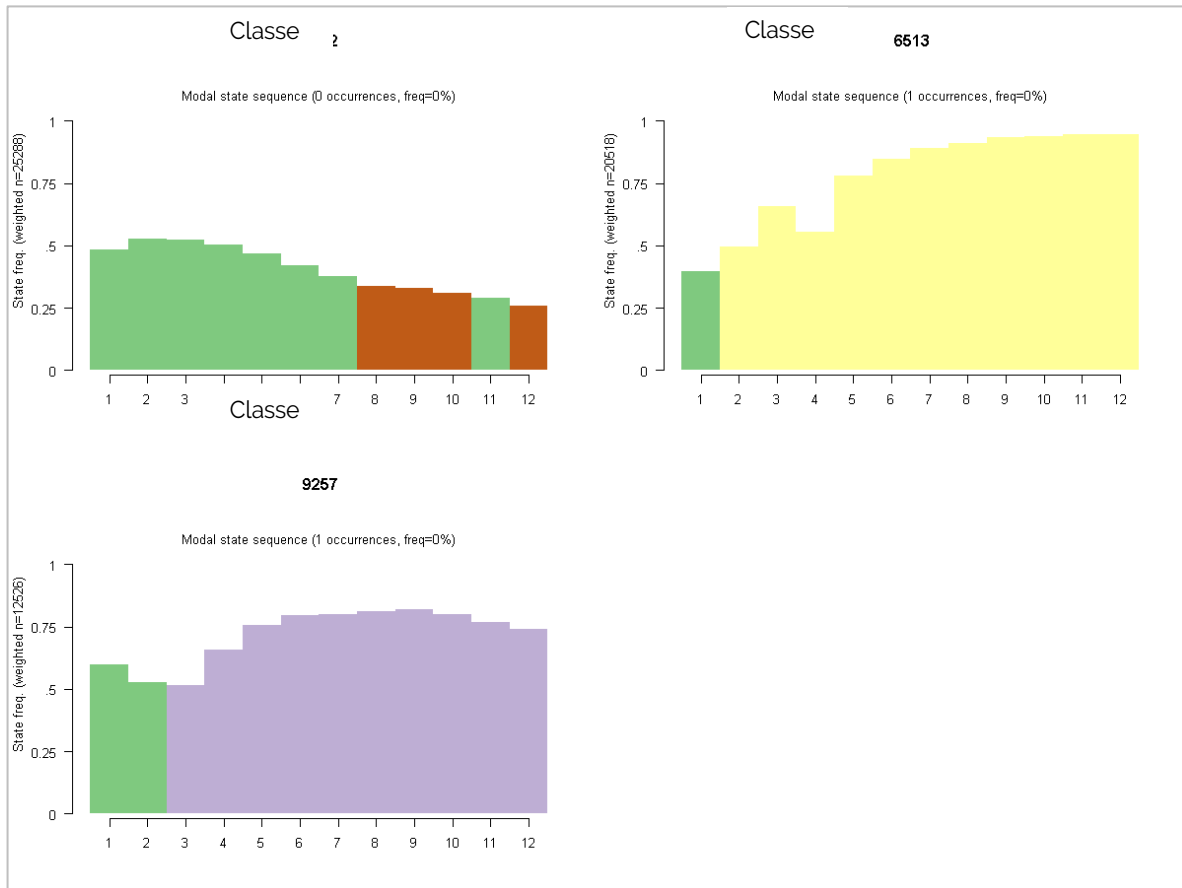 Classe 2
Modal state sequence (0 occurrences, freq=0%)
State freq. (weighted n=25288)
1
0.75
.5
0.25
0
1 2 3 7 8 9 10 11 12
Classe 6513
Modal state sequence (1 occurrences, freq=0%)
State freq. (weighted n=20518)
1
0.75
.5
0.25
0
1 2 3 4 5 6 7 8 9 10 11 12
Classe
9257
Modal state sequence (1 occurrences, freq=0%)
State freq. (weighted n=12526)
1
0.75
.5
0.25
0
1 2 3 4 5 6 7 8 9 10 11 12